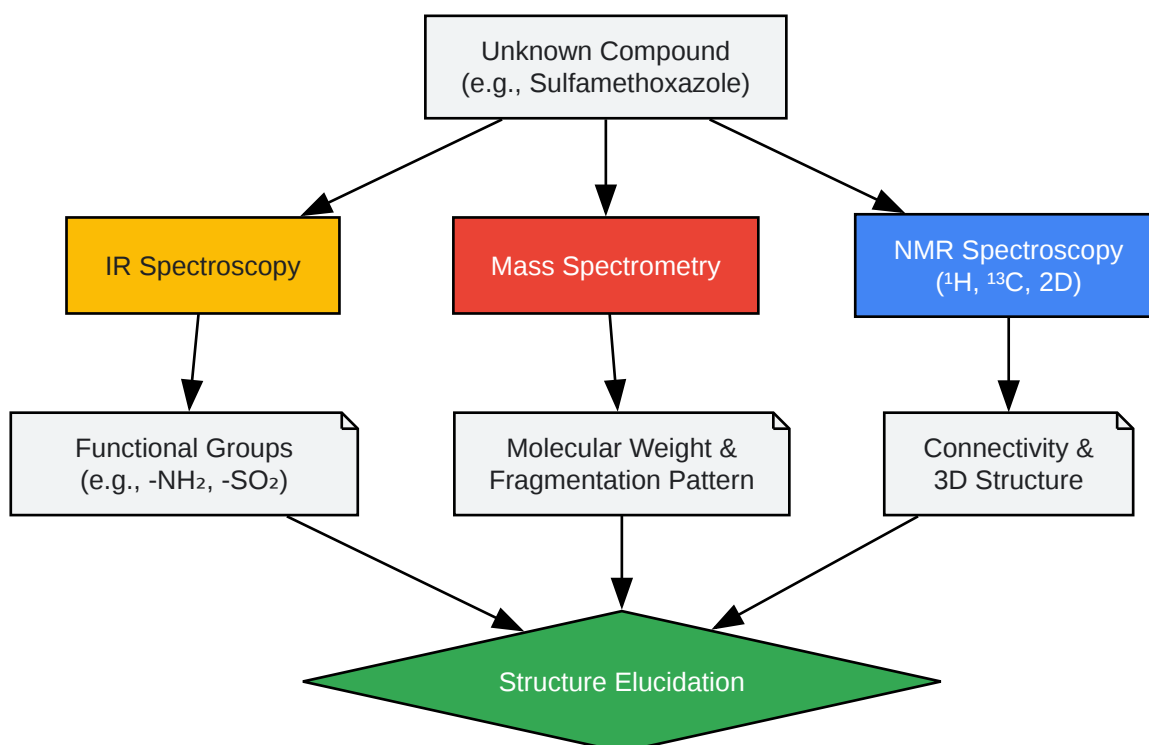 Unknown Compound
(e.g., Sulfamethoxazole)
IR Spectroscopy
Mass Spectrometry
NMR Spectroscopy
(¹H, ¹³C, 2D)
Functional Groups
(e.g., -NH₂, -SO₂)
Molecular Weight &
Fragmentation Pattern
Connectivity &
3D Structure
Structure Elucidation